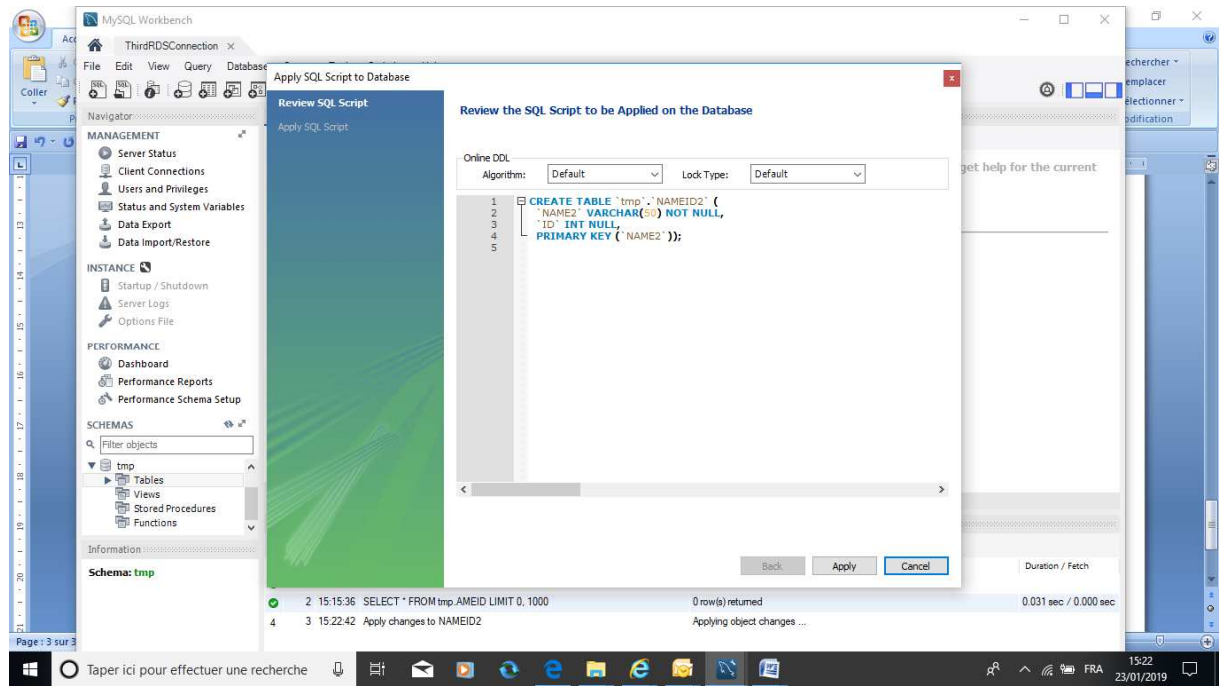 MySQL Workbench
Acc
ThirdRDSConnection ×
File Edit View Query Database
Coller
echercher
emplacer
électionner
odification
Navigator
MANAGEMENT
Server Status
Client Connections
Users and Privileges
Status and System Variables
Data Export
Data Import/Restore
INSTANCE
Startup / Shutdown
Server Logs
Options File
PERFORMANCE
Dashboard
Performance Reports
Performance Schema Setup
SCHEMAS
Filter objects
tmp
Tables
Views
Stored Procedures
Functions
Information
Schema: tmp
Apply SQL Script to Database
Review SQL Script
Apply SQL Script
Review the SQL Script to be Applied on the Database
Online DDL
Algorithm: Default Lock Type: Default
1 CREATE TABLE `tmp`.`NAMEID2` (
2 `NAME2` VARCHAR(50) NOT NULL,
3 `ID` INT NULL,
4 PRIMARY KEY (`NAME2`));
5
Back Apply Cancel
get help for the current
Duration / Fetch
2 15:15:36 SELECT * FROM tmp.AMEID LIMIT 0, 1000 0 row(s) returned 0.031 sec / 0.000 sec
4 3 15:22:42 Apply changes to NAMEID2 Applying object changes ...
Page : 3 sur 3
Taper ici pour effectuer une recherche
FRA
15:22
23/01/2019